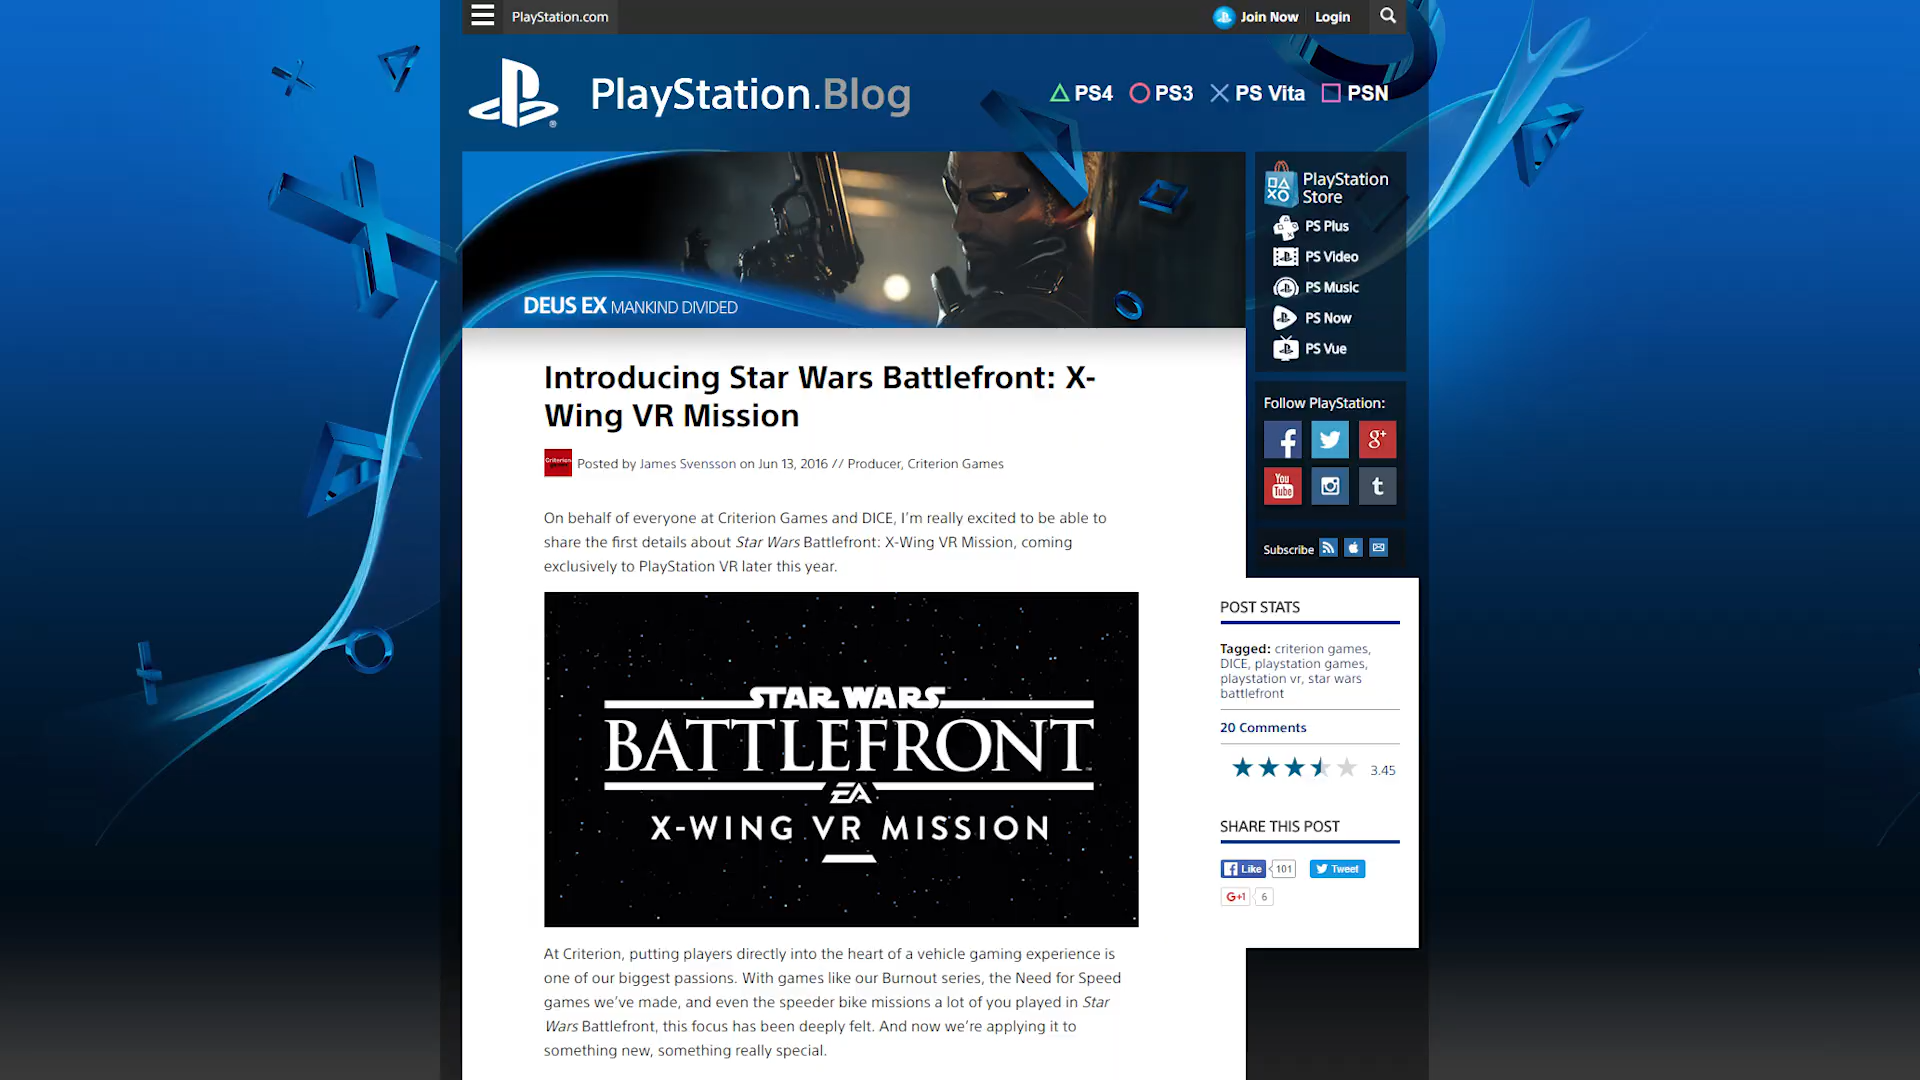 PlayStation.com
Join Now
Login
PlayStation.Blog
PS4
PS3
PS Vita
PSN
DEUS EX MANKIND DIVIDED
PlayStation
Store
PS Plus
PS Video
PS Music
PS Now
PS Vue
Follow PlayStation:
f
g+
You
Tube
t
Subscribe
Introducing Star Wars Battlefront: X-
Wing VR Mission
Criterion
games
Posted by James Svensson on Jun 13, 2016 // Producer, Criterion Games
On behalf of everyone at Criterion Games and DICE, I’m really excited to be able to
share the first details about Star Wars Battlefront: X-Wing VR Mission, coming
exclusively to PlayStation VR later this year.
STAR WARS
BATTLEFRONT
EA
X-WING VR MISSION
At Criterion, putting players directly into the heart of a vehicle gaming experience is
one of our biggest passions. With games like our Burnout series, the Need for Speed
games we’ve made, and even the speeder bike missions a lot of you played in Star
Wars Battlefront, this focus has been deeply felt. And now we’re applying it to
something new, something really special.
POST STATS
Tagged: criterion games,
DICE, playstation games,
playstation vr, star wars
battlefront
20 Comments
3.45
SHARE THIS POST
Like 101
Tweet
G+1 6